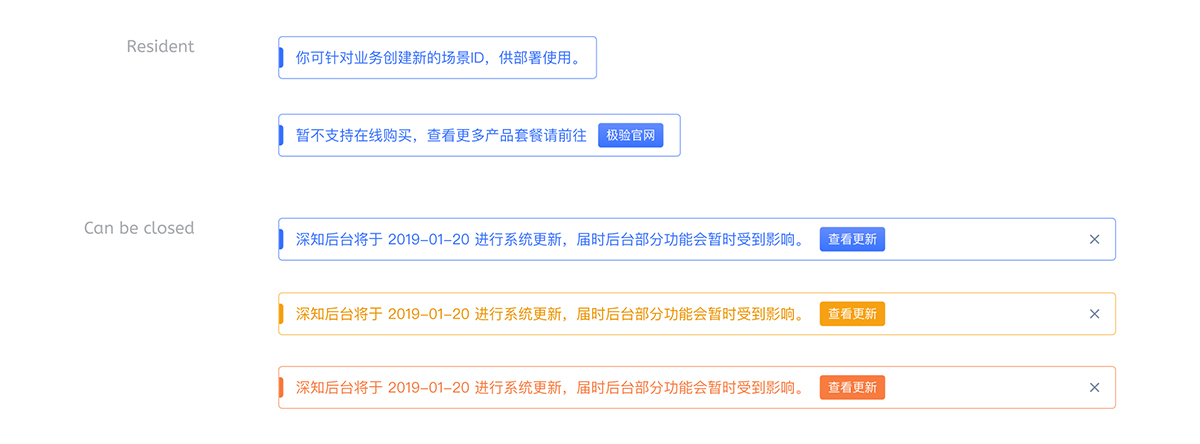 Resident
你可针对业务创建新的场景ID，供部署使用。
暂不支持在线购买，查看更多产品套餐请前往 极验官网
Can be closed
深知后台将于 2019-01-20 进行系统更新，届时后台部分功能会暂时受到影响。 查看更新
深知后台将于 2019-01-20 进行系统更新，届时后台部分功能会暂时受到影响。 查看更新
深知后台将于 2019-01-20 进行系统更新，届时后台部分功能会暂时受到影响。 查看更新